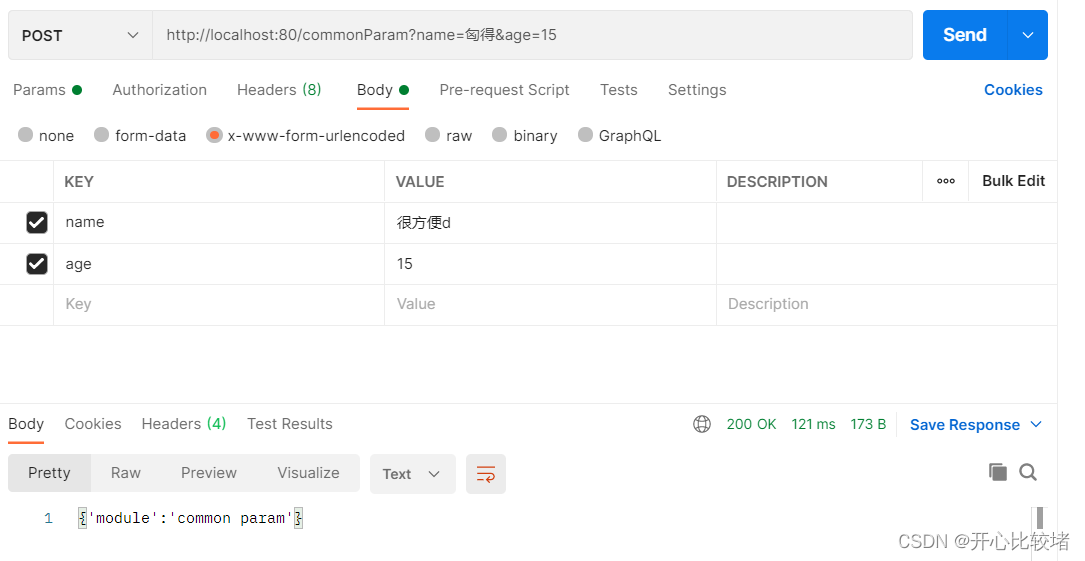 POST http://localhost:80/commonParam?name=匈得&age=15 Send
Params Authorization Headers (8) Body Pre-request Script Tests Settings Cookies
none form-data x-www-form-urlencoded raw binary GraphQL
KEY VALUE DESCRIPTION ooo Bulk Edit
name 很方便d
age 15
Key Value Description
Body Cookies Headers (4) Test Results 200 OK 121 ms 173 B Save Response
Pretty Raw Preview Visualize Text
1 {'module':'common param'}
CSDN @开心比较堵